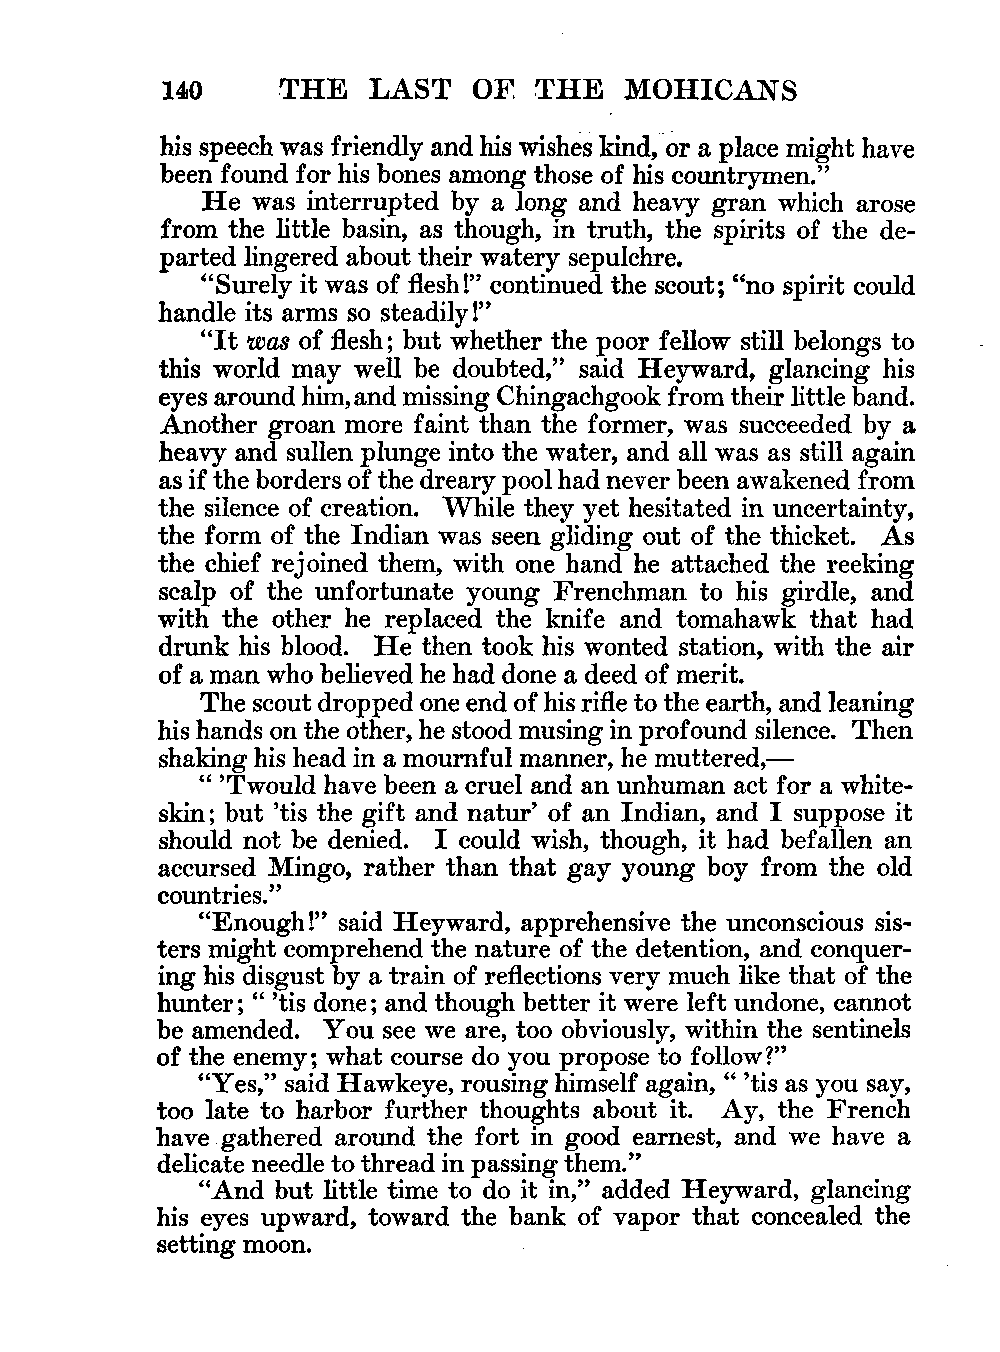 140 THE LAST OF THE MOHICANS
his speech was friendly and his wishes kind, or a place might have
been found for his bones among those of his countrymen.”
He was interrupted by a long and heavy gran which arose
from the little basin, as though, in truth, the spirits of the de-
parted lingered about their watery sepulchre.
“Surely it was of flesh!” continued the scout; “no spirit could
handle its arms so steadily!”
“It was of flesh; but whether the poor fellow still belongs to
this world may well be doubted,” said Heyward, glancing his
eyes around him, and missing Chingachgook from their little band.
Another groan more faint than the former, was succeeded by a
heavy and sullen plunge into the water, and all was as still again
as if the borders of the dreary pool had never been awakened from
the silence of creation. While they yet hesitated in uncertainty,
the form of the Indian was seen gliding out of the thicket. As
the chief rejoined them, with one hand he attached the reeking
scalp of the unfortunate young Frenchman to his girdle, and
with the other he replaced the knife and tomahawk that had
drunk his blood. He then took his wonted station, with the air
of a man who believed he had done a deed of merit.
The scout dropped one end of his rifle to the earth, and leaning
his hands on the other, he stood musing in profound silence. Then
shaking his head in a mournful manner, he muttered,—
“ ’Twould have been a cruel and an unhuman act for a white-
skin; but ’tis the gift and natur’ of an Indian, and I suppose it
should not be denied. I could wish, though, it had befallen an
accursed Mingo, rather than that gay young boy from the old
countries.”
“Enough!” said Heyward, apprehensive the unconscious sis-
ters might comprehend the nature of the detention, and conquer-
ing his disgust by a train of reflections very much like that of the
hunter; “ ’tis done; and though better it were left undone, cannot
be amended. You see we are, too obviously, within the sentinels
of the enemy; what course do you propose to follow?”
“Yes,” said Hawkeye, rousing himself again, “ ’tis as you say,
too late to harbor further thoughts about it. Ay, the French
have gathered around the fort in good earnest, and we have a
delicate needle to thread in passing them.”
“And but little time to do it in,” added Heyward, glancing
his eyes upward, toward the bank of vapor that concealed the
setting moon.